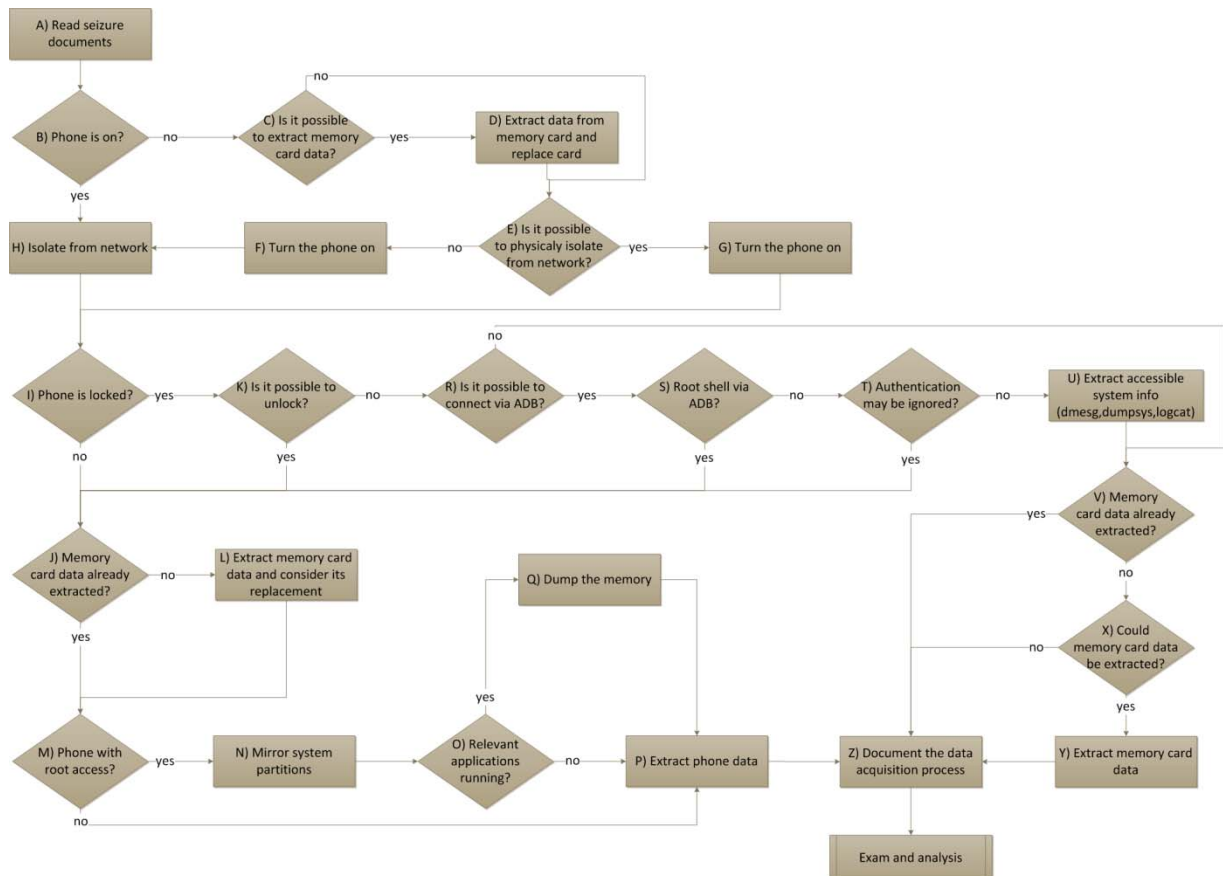 A) Read seizure
documents
no
B) Phone is on?
no
C) Is it possible
to extract memory
card data?
yes
D) Extract data from
memory card and
replace card
yes
H) Isolate from network
F) Turn the phone on
no
E) Is it possible
to physicaly isolate
from network?
yes
G) Turn the phone on
no
I) Phone is locked?
yes
K) Is it possible to
unlock?
no
R) Is it possible to
connect via ADB?
yes
S) Root shell via
ADB?
no
T) Authentication
may be ignored?
no
U) Extract accessible
system info
(dmesg,dumpsys,logcat)
no
yes
yes
yes
V) Memory
card data already
extracted?
yes
no
J) Memory
card data already
extracted?
no
L) Extract memory card
data and consider its
replacement
Q) Dump the memory
yes
X) Could
memory card data
be extracted?
no
yes
yes
M) Phone with
root access?
yes
N) Mirror system
partitions
O) Relevant
applications
running?
no
P) Extract phone data
Z) Document the data
acquisition process
Y) Extract memory card
data
no
Exam and analysis